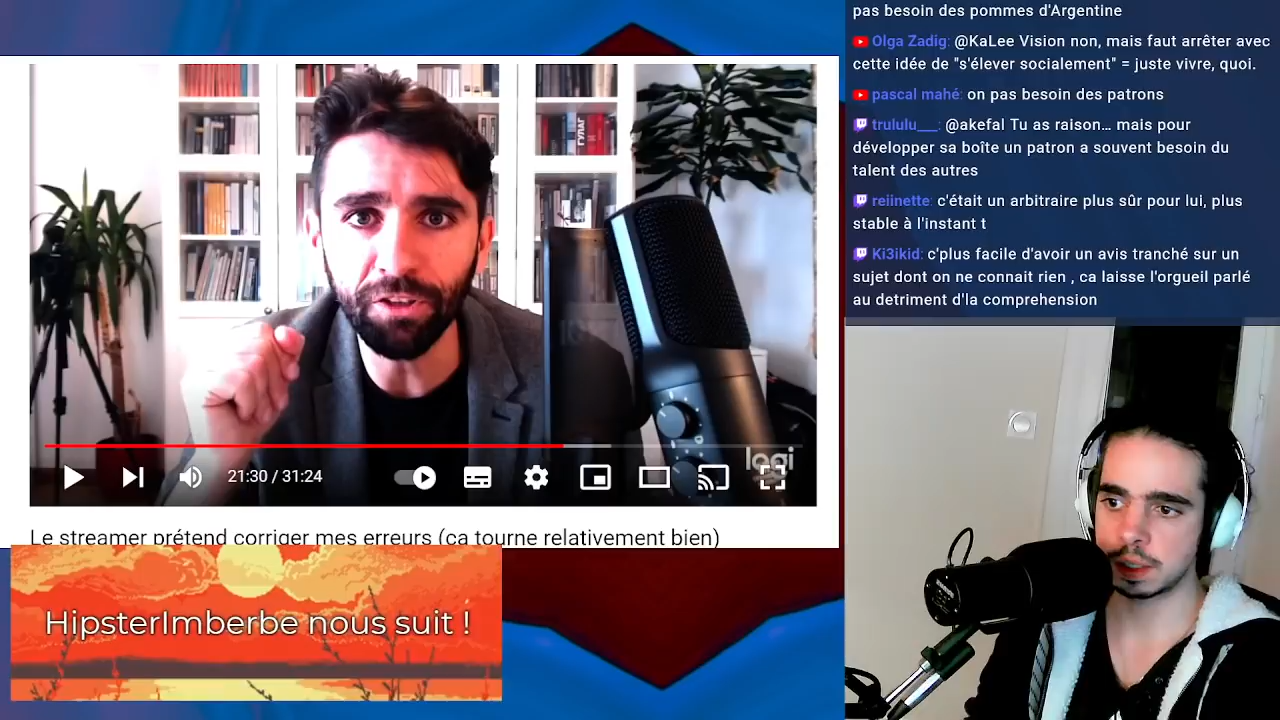 ГУЛАГ
logi
21:30 / 31:24
Le streamer prétend corriger mes erreurs (ça tourne relativement bien)
HipsterImberbe nous suit !
pas besoin des pommes d'Argentine
Olga Zadig: @KaLee Vision non, mais faut arrêter avec
cette idée de "s'élever socialement" = juste vivre, quoi.
pascal mahé: on pas besoin des patrons
trululu___: @akefal Tu as raison… mais pour
développer sa boîte un patron a souvent besoin du
talent des autres
reiinette: c'était un arbitraire plus sûr pour lui, plus
stable à l'instant t
Ki3ikid: c'plus facile d'avoir un avis tranché sur un
sujet dont on ne connait rien , ca laisse l'orgueil parlé
au detriment d'la comprehension